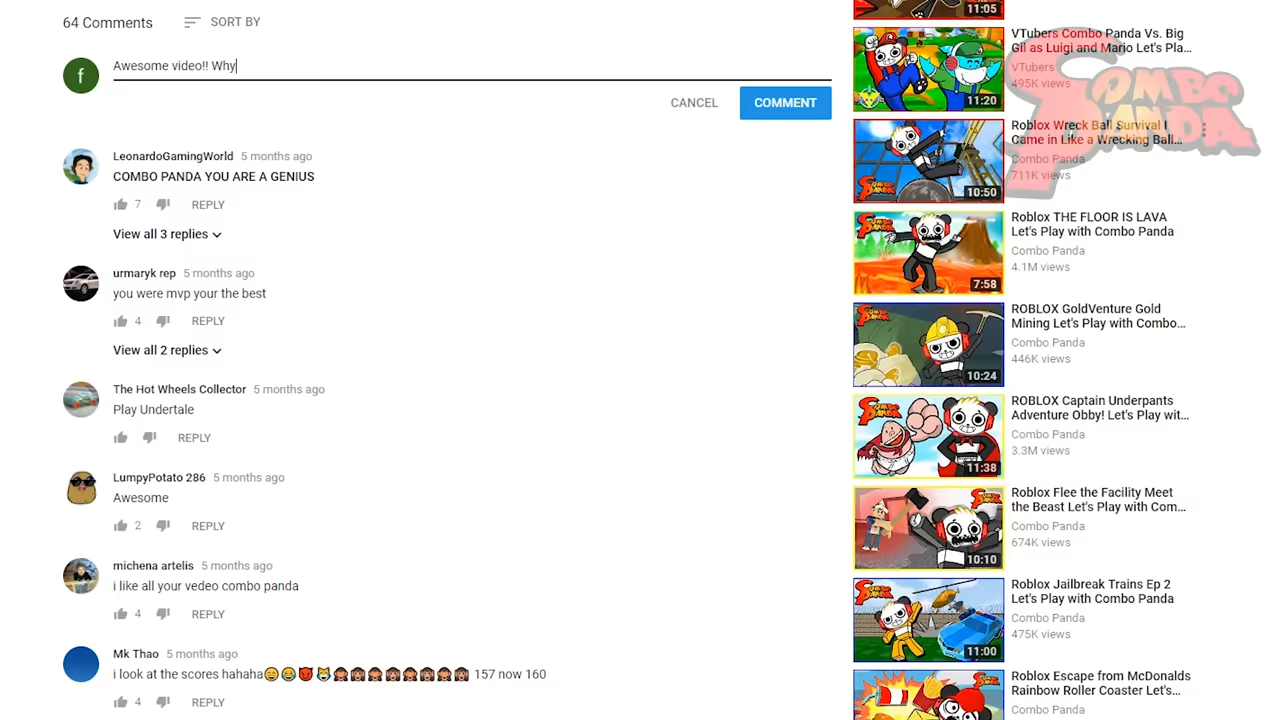 64 Comments
SORT BY
f
Awesome video!! Why
CANCEL
COMMENT
LeonardoGamingWorld 5 months ago
COMBO PANDA YOU ARE A GENIUS
7 REPLY
View all 3 replies
urmaryk rep 5 months ago
you were mvp your the best
4 REPLY
View all 2 replies
The Hot Wheels Collector 5 months ago
Play Undertale
REPLY
LumpyPotato 286 5 months ago
Awesome
2 REPLY
michena artelis 5 months ago
i like all your vedeo combo panda
4 REPLY
Mk Thao 5 months ago
i look at the scores hahaha😄😂😈😺🙈🙉🙈🙉🙈🙉🙈🙉 157 now 160
4 REPLY
11:05
VTubers Combo Panda Vs. Big
Gil as Luigi and Mario Let's Pla...
VTubers
495K views
11:20
Roblox Wreck Ball Survival I
Came in Like a Wrecking Ball...
Combo Panda
711K views
10:50
Roblox THE FLOOR IS LAVA
Let's Play with Combo Panda
Combo Panda
4.1M views
7:58
ROBLOX GoldVenture Gold
Mining Let's Play with Combo...
Combo Panda
446K views
10:24
ROBLOX Captain Underpants
Adventure Obby! Let's Play wit...
Combo Panda
3.3M views
11:38
Roblox Flee the Facility Meet
the Beast Let's Play with Com...
Combo Panda
674K views
10:10
Roblox Jailbreak Trains Ep 2
Let's Play with Combo Panda
Combo Panda
475K views
11:00
Roblox Escape from McDonalds
Rainbow Roller Coaster Let's...
Combo Panda
COMBO
PANDA